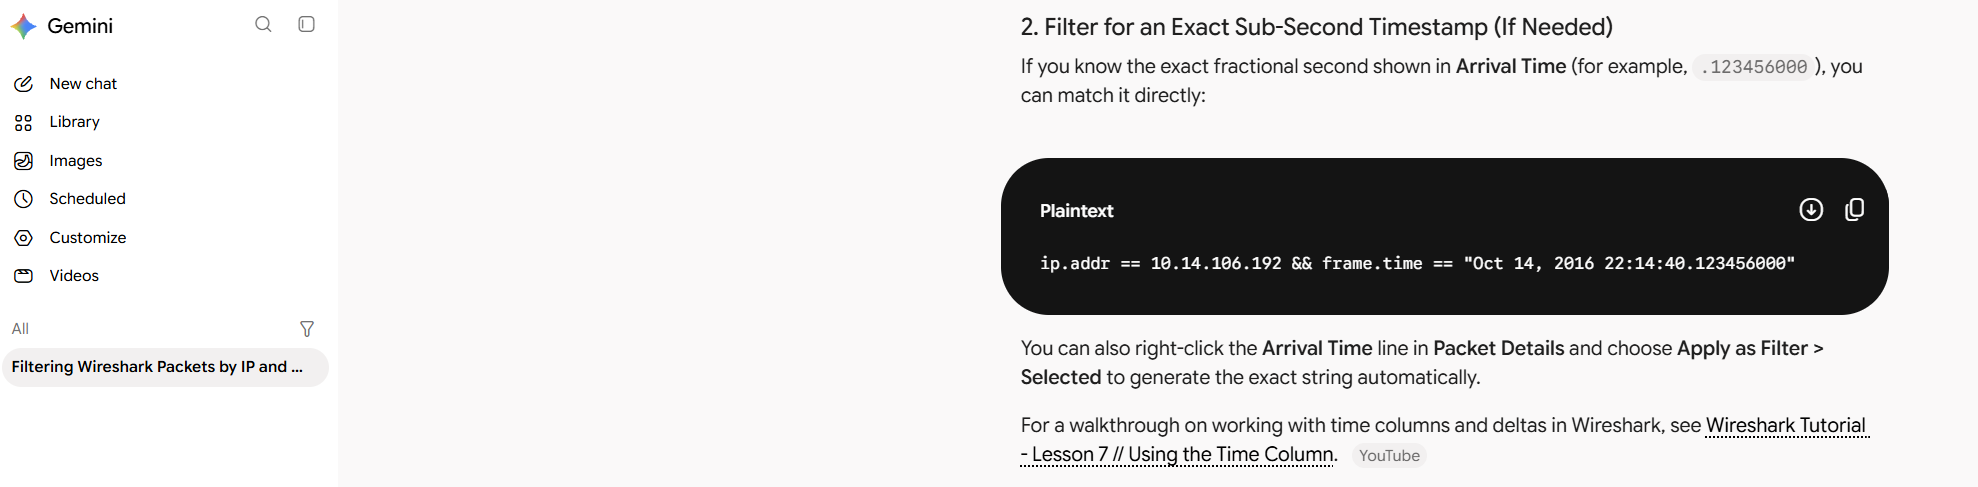 Gemini
New chat
Library
Images
Scheduled
Customize
Videos
All
Filtering Wireshark Packets by IP and ...
2. Filter for an Exact Sub-Second Timestamp (If Needed)
If you know the exact fractional second shown in Arrival Time (for example, .123456000 ), you
can match it directly:
Plaintext
ip.addr == 10.14.106.192 && frame.time == "Oct 14, 2016 22:14:40.123456000"
You can also right-click the Arrival Time line in Packet Details and choose Apply as Filter >
Selected to generate the exact string automatically.
For a walkthrough on working with time columns and deltas in Wireshark, see Wireshark Tutorial
- Lesson 7 // Using the Time Column. YouTube